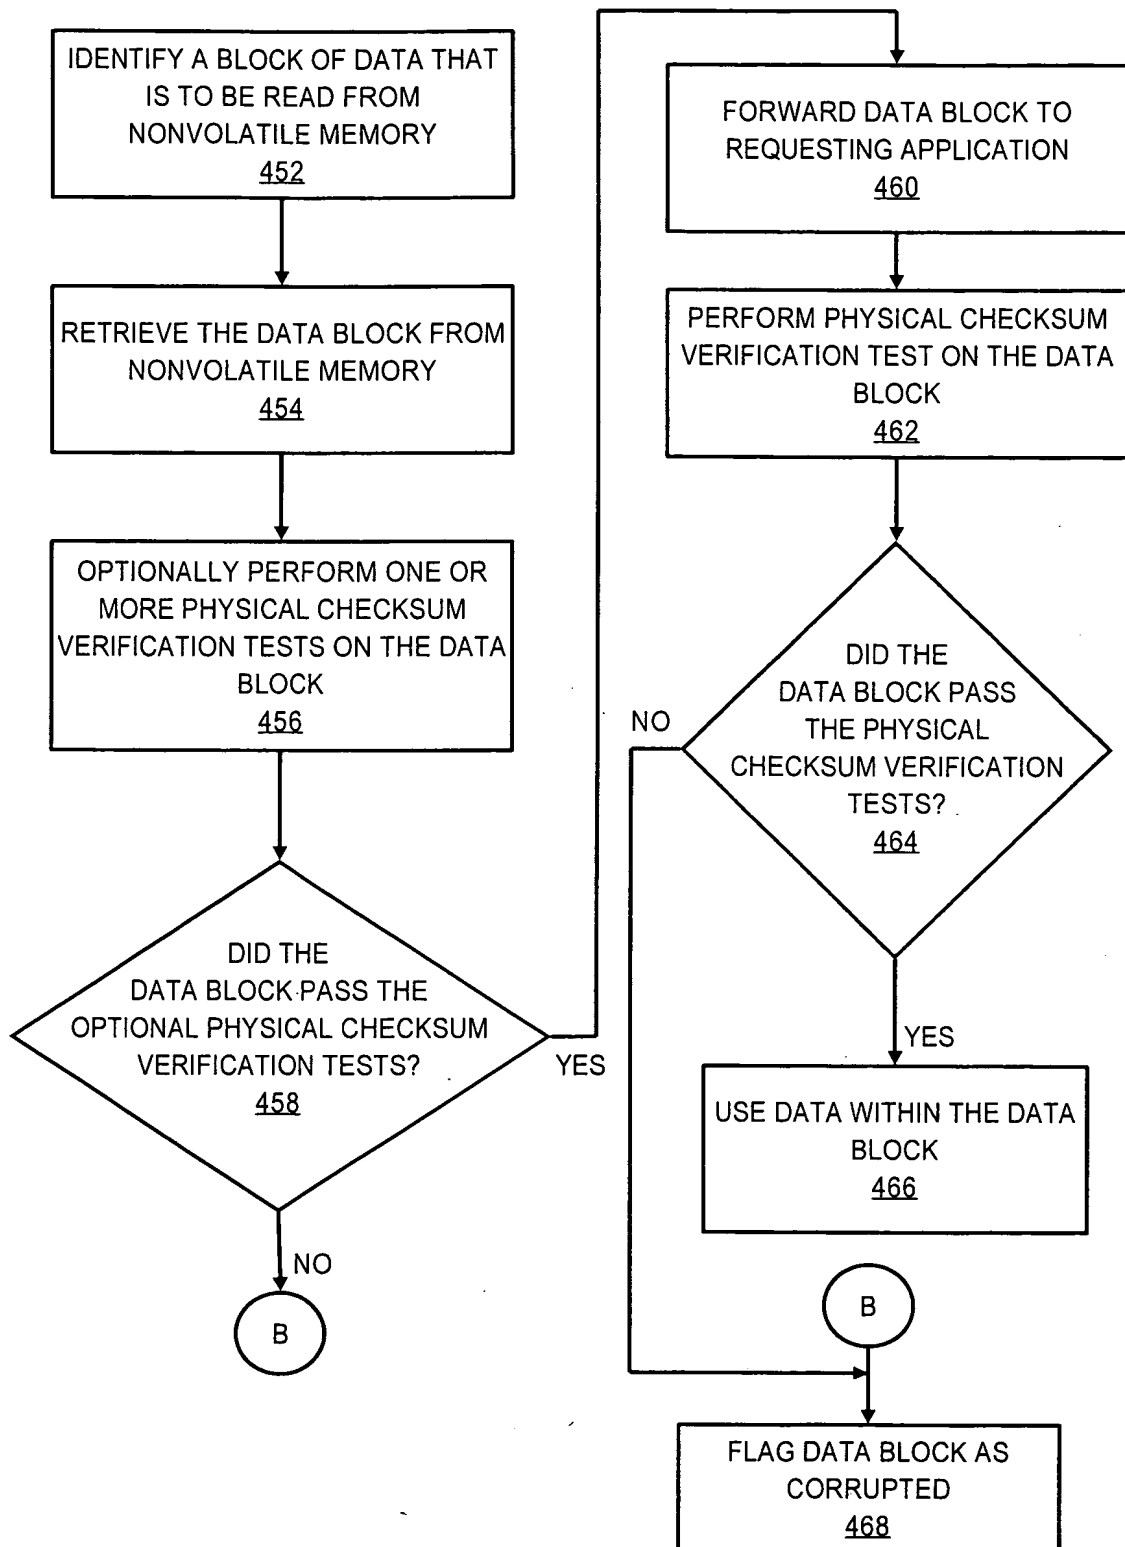 IDENTIFY A BLOCK OF DATA THAT
IS TO BE READ FROM
NONVOLATILE MEMORY
452
RETRIEVE THE DATA BLOCK FROM
NONVOLATILE MEMORY
454
OPTIONALLY PERFORM ONE OR
MORE PHYSICAL CHECKSUM
VERIFICATION TESTS ON THE DATA
BLOCK
456
DID THE
DATA BLOCK PASS THE
OPTIONAL PHYSICAL CHECKSUM
VERIFICATION TESTS?
458
YES
NO
B
FORWARD DATA BLOCK TO
REQUESTING APPLICATION
460
PERFORM PHYSICAL CHECKSUM
VERIFICATION TEST ON THE DATA
BLOCK
462
DID THE
DATA BLOCK PASS
THE PHYSICAL
CHECKSUM VERIFICATION
TESTS?
464
NO
YES
USE DATA WITHIN THE DATA
BLOCK
466
B
FLAG DATA BLOCK AS
CORRUPTED
468